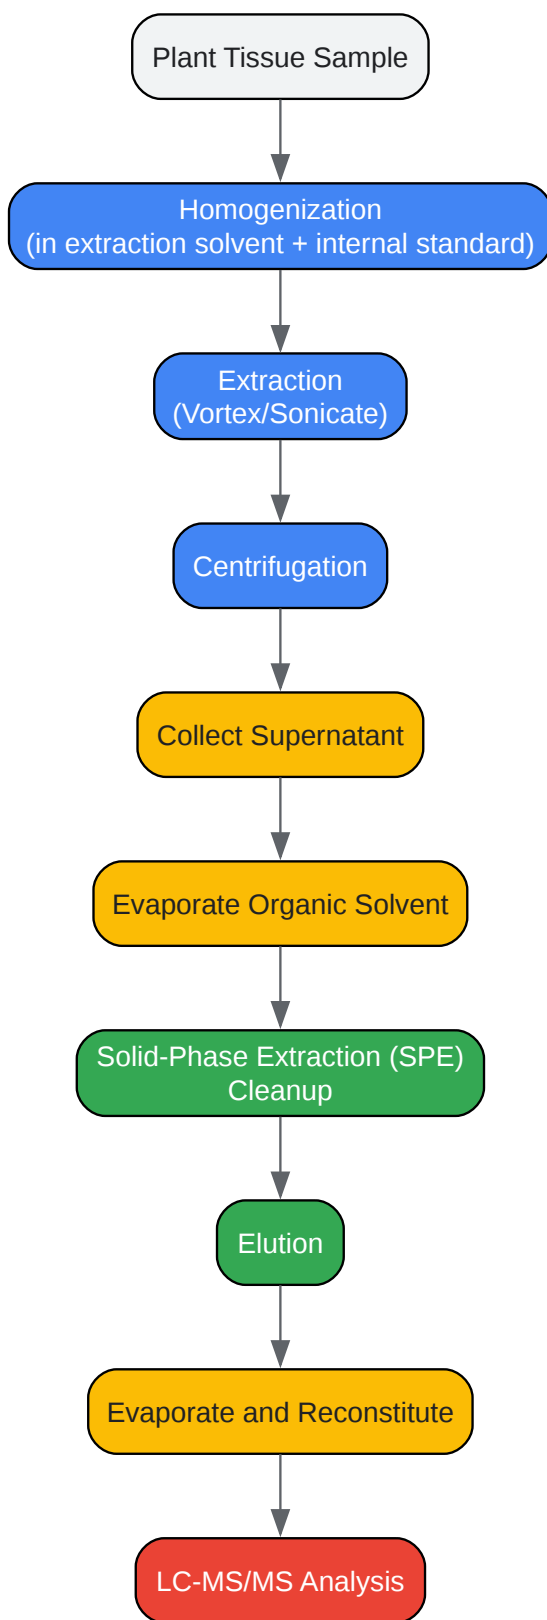 Plant Tissue Sample
Homogenization
(in extraction solvent + internal standard)
Extraction
(Vortex/Sonicate)
Centrifugation
Collect Supernatant
Evaporate Organic Solvent
Solid-Phase Extraction (SPE)
Cleanup
Elution
Evaporate and Reconstitute
LC-MS/MS Analysis